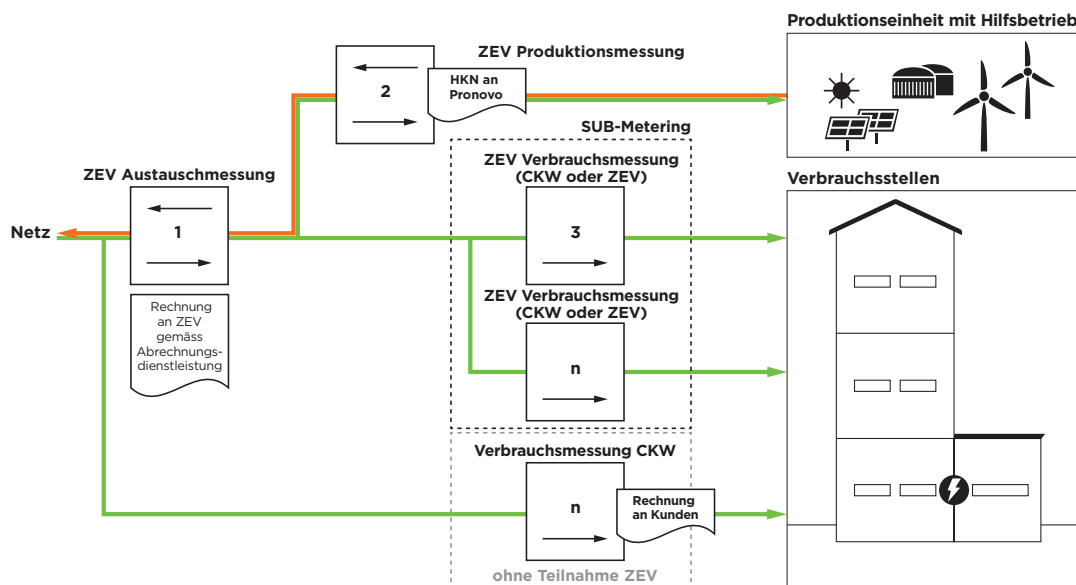 Produktionseinheit mit Hilfsbetrieb
ZEV Produktionsmessung
2
HKN an
Pronovo
SUB-Metering
ZEV Verbrauchsmessung
(CKW oder ZEV)
3
ZEV Austauschmessung
1
Netz
Verbrauchsstellen
Rechnung
an ZEV
gemäss
Abrechnungs-
dienstleistung
ZEV Verbrauchsmessung
(CKW oder ZEV)
n
Verbrauchsmessung CKW
n
Rechnung
an Kunden
ohne Teilnahme ZEV